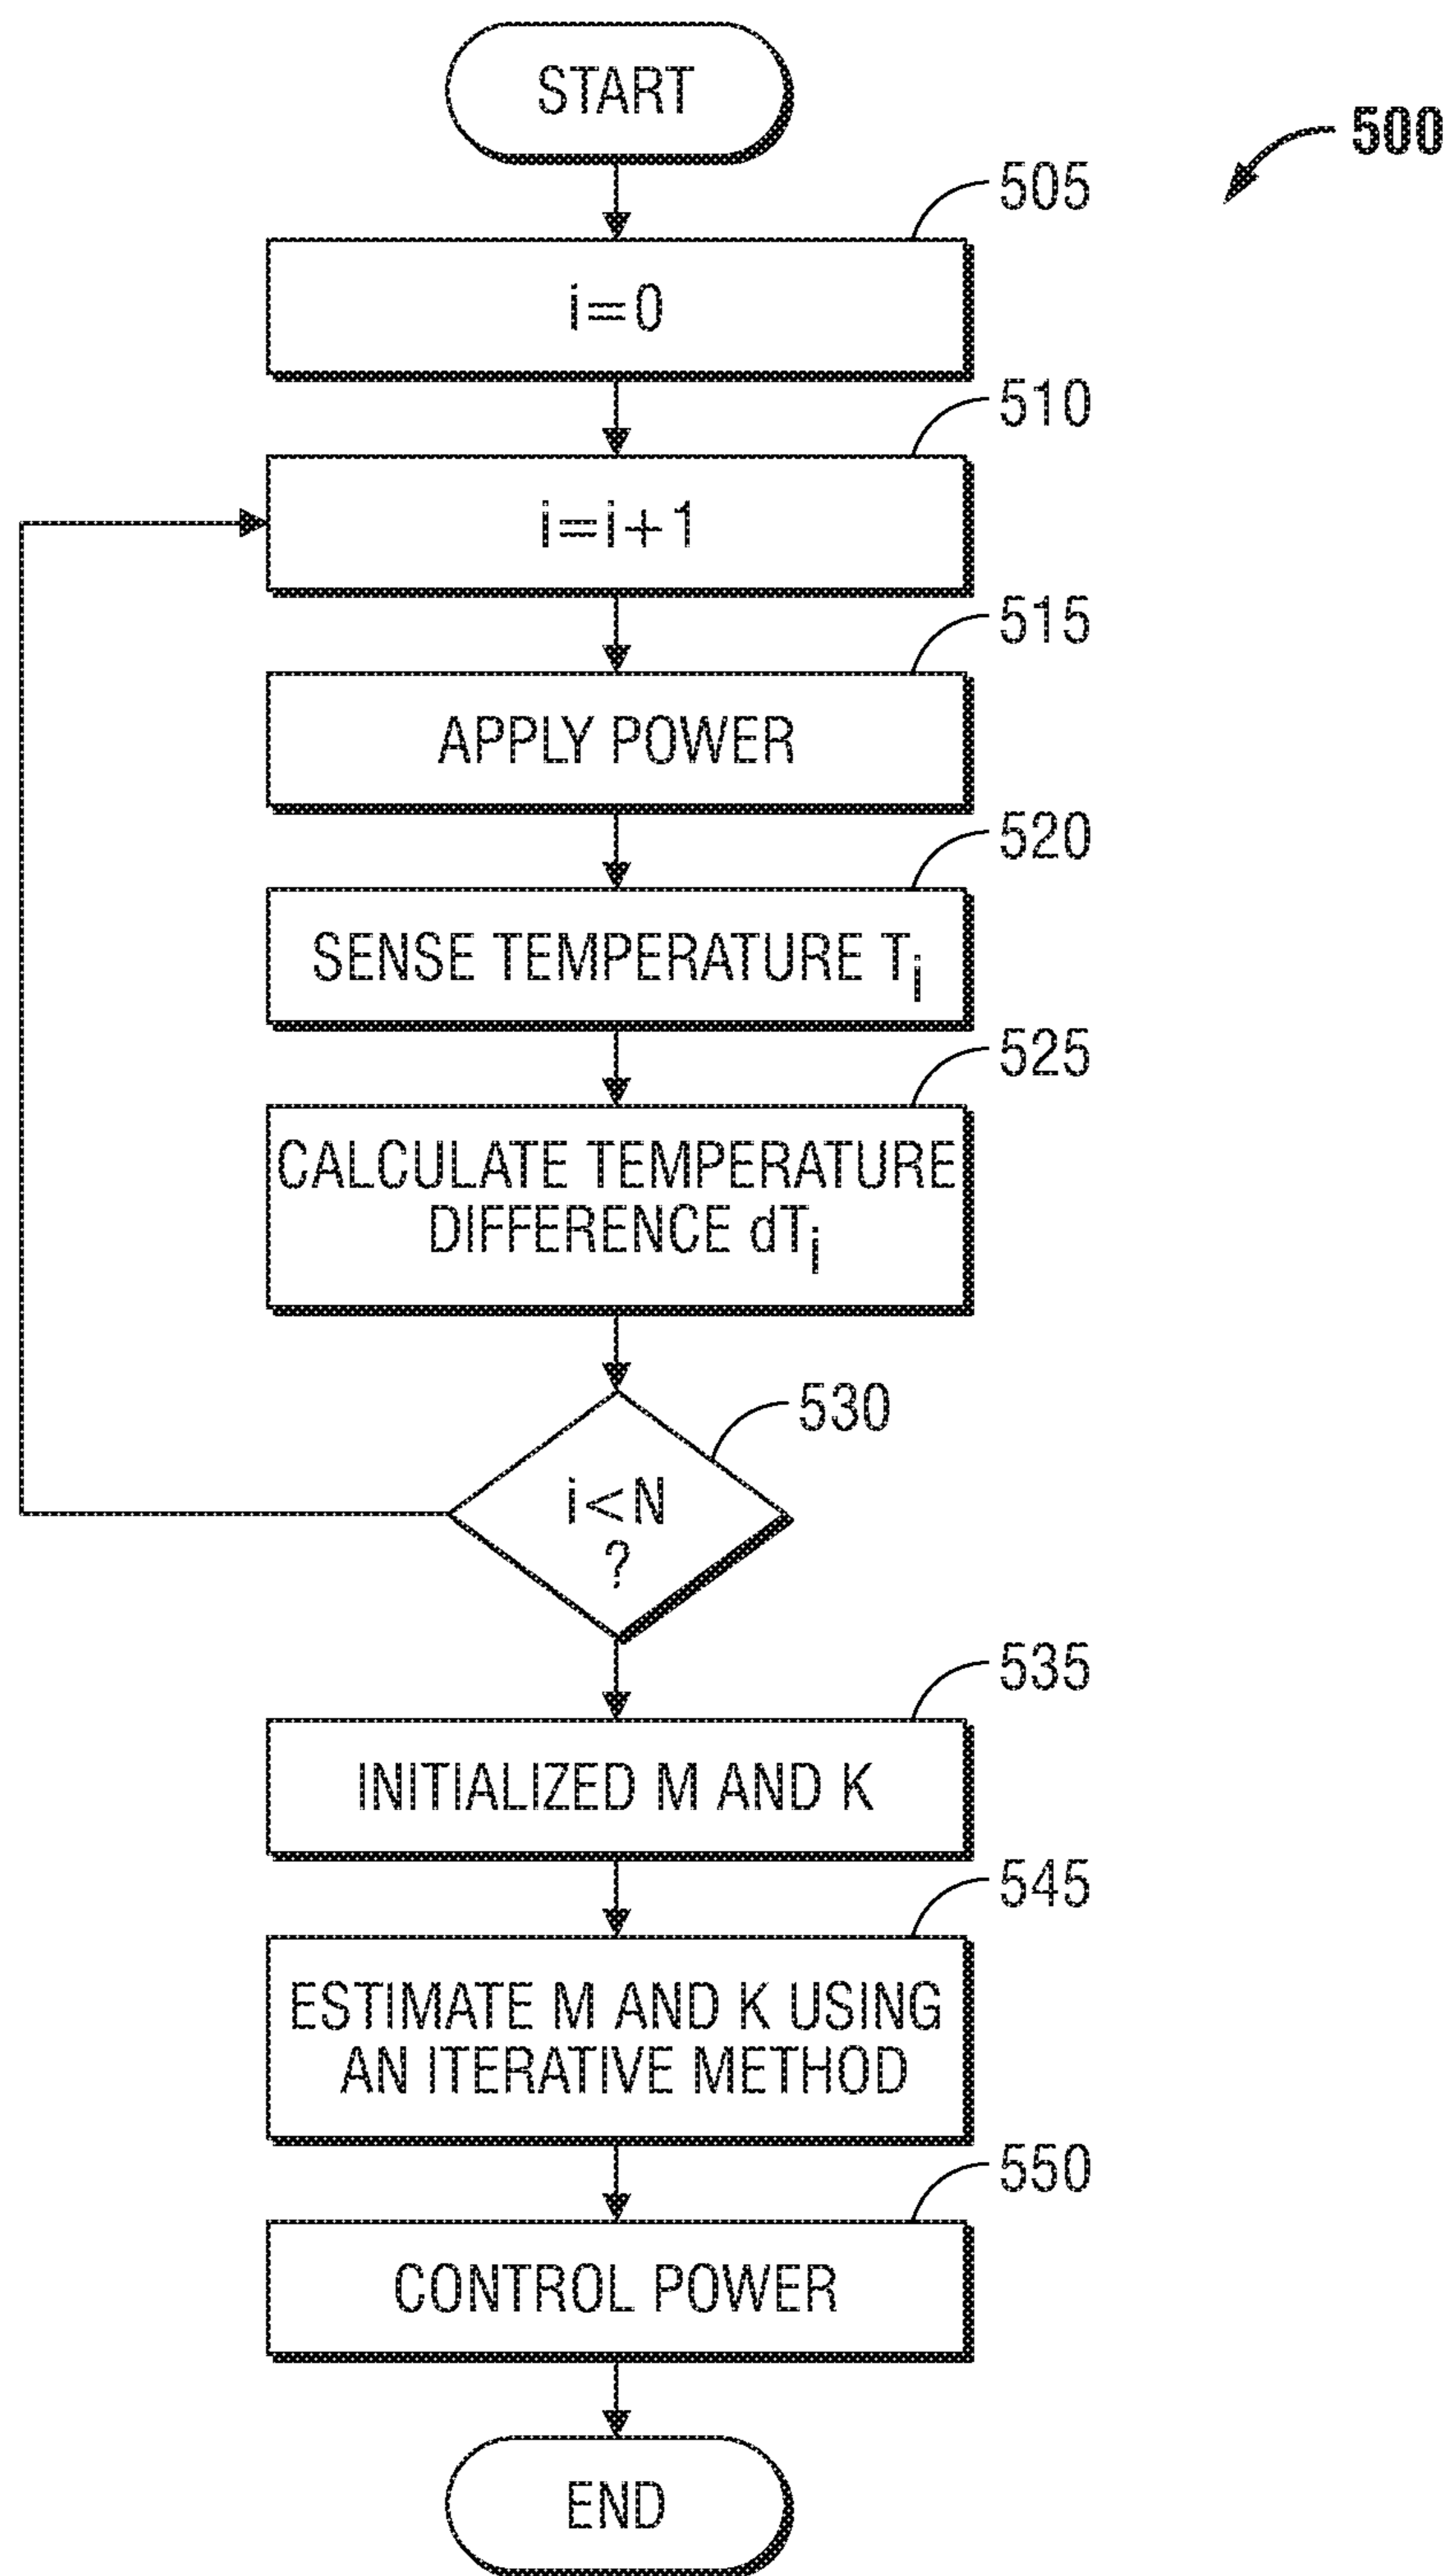 START
500
505
i=0
510
i=i+1
515
APPLY POWER
520
SENSE TEMPERATURE Ti
525
CALCULATE TEMPERATURE
DIFFERENCE dTi
530
i<N
?
535
INITIALIZED M AND K
545
ESTIMATE M AND K USING
AN ITERATIVE METHOD
550
CONTROL POWER
END